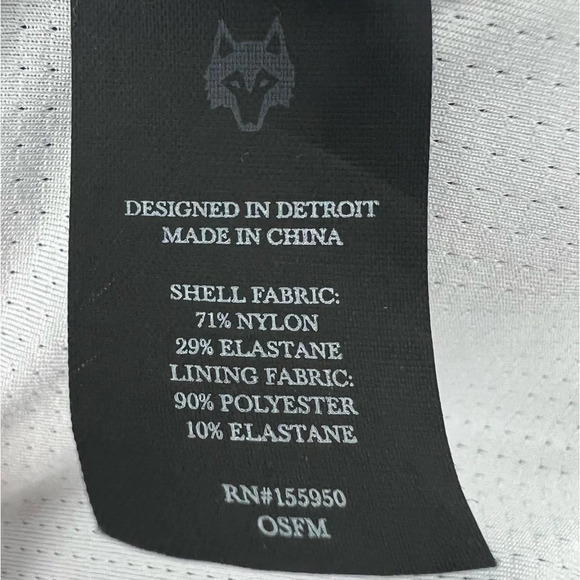 DESIGNED IN DETROIT
MADE IN CHINA
SHELL FABRIC:
71% NYLON
29% ELASTANE
LINING FABRIC:
90% POLYESTER
10% ELASTANE
RN#155950
OSFM